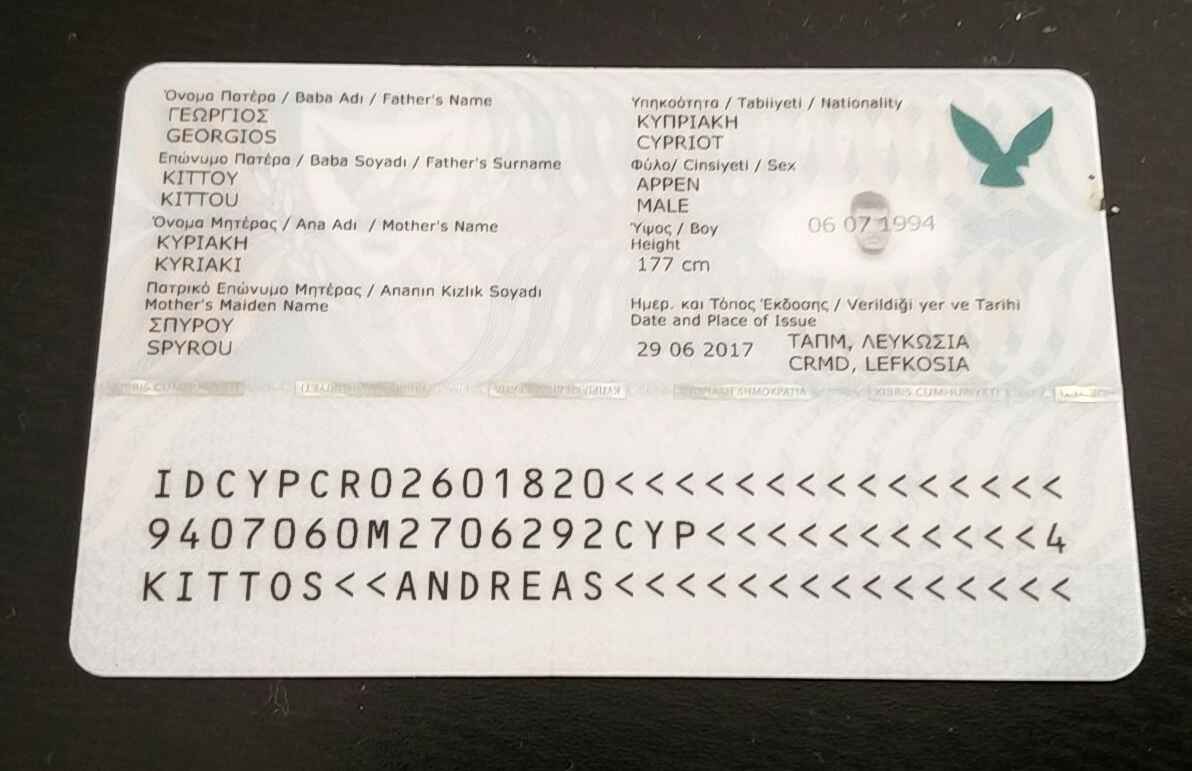 Όνομα Πατέρα / Baba Adı / Father's Name
ΓΕΩΡΓΙΟΣ
GEORGIOS
Επώνυμο Πατέρα / Baba Soyadı / Father's Surname
ΚΙΤΤΟΥ
KITTOU
Όνομα Μητέρας / Ana Adı / Mother's Name
ΚΥΡΙΑΚΗ
KYRIAKI
Πατρικό Επώνυμο Μητέρας / Ananın Kızlık Soyadı
Mother's Maiden Name
ΣΠΥΡΟΥ
SPYROU
Υπηκοότητα / Tabiiyeti / Nationality
ΚΥΠΡΙΑΚΗ
CYPRIOT
Φύλο/ Cinsiyeti / Sex
ΑΡΡΕΝ
MALE
Ύψος / Boy
Height
177 cm
06 07 1994
Ημερ. και Τόπος Έκδοσης / Verildiği yer ve Tarihi
Date and Place of Issue
29 06 2017
ΤΑΠΜ, ΛΕΥΚΩΣΙΑ
CRMD, LEFKOSIA
KIBRIS CUMHURİYETİ
IDCYPCR02601820<<<<<<<<<<<<<<<
9407060M2706292CYP<<<<<<<<<<<4
KITTOS<<ANDREAS<<<<<<<<<<<<<<<